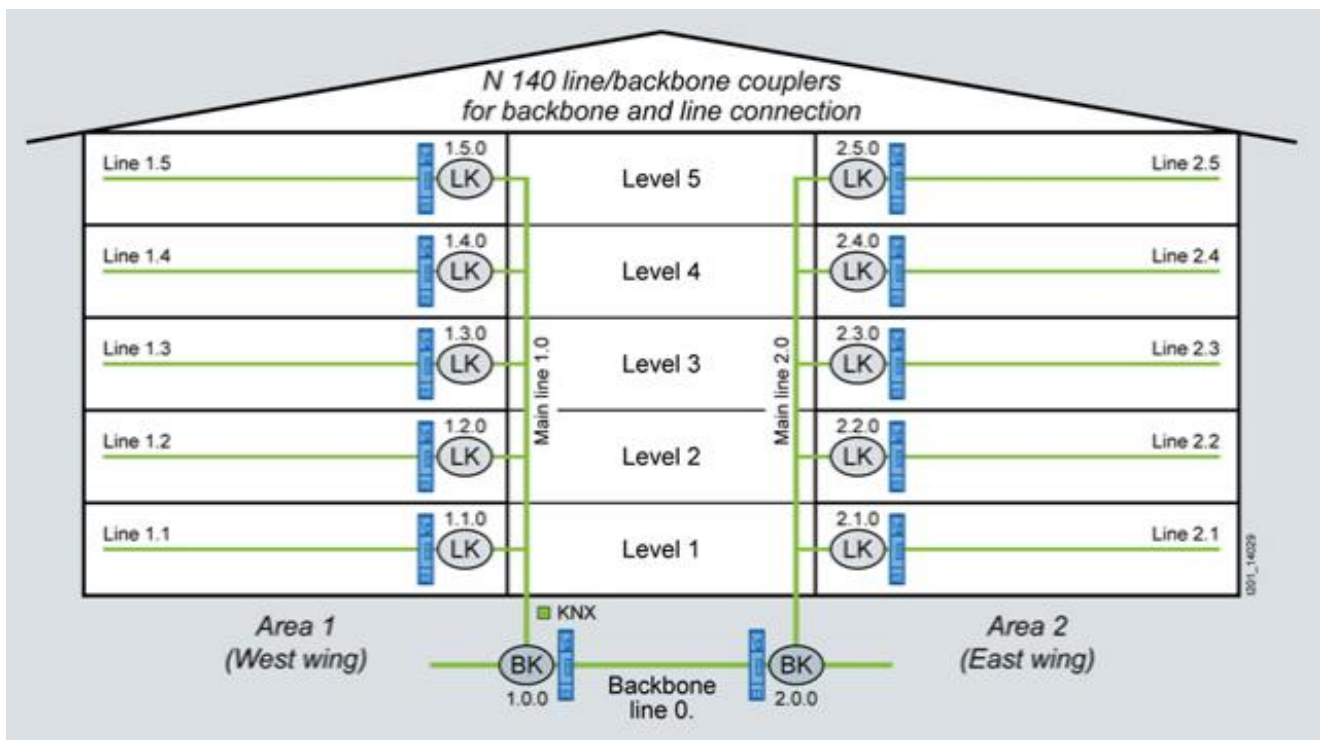 N 140 line/backbone couplers
for backbone and line connection
Line 1.5
1.5.0
LK
Level 5
2.5.0
LK
Line 2.5
Line 1.4
1.4.0
LK
Level 4
2.4.0
LK
Line 2.4
Line 1.3
1.3.0
LK
Main line 1.0
Level 3
Main line 2.0
2.3.0
LK
Line 2.3
Line 1.2
1.2.0
LK
Level 2
2.2.0
LK
Line 2.2
Line 1.1
1.1.0
LK
Level 1
2.1.0
LK
Line 2.1
I201_14029
Area 1
(West wing)
KNX
Area 2
(East wing)
BK
1.0.0
Backbone
line 0.
BK
2.0.0